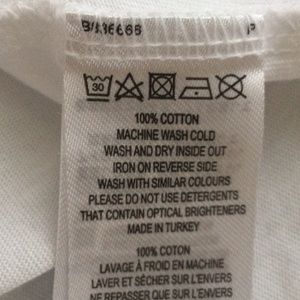 30
100% COTTON
MACHINE WASH COLD
WASH AND DRY INSIDE OUT
IRON ON REVERSE SIDE
WASH WITH SIMILAR COLOURS
PLEASE DO NOT USE DETERGENTS
THAT CONTAIN OPTICAL BRIGHTENERS
MADE IN TURKEY
100% COTON
LAVAGE À FROID EN MACHINE
LAVER ET SÉCHER SUR L'ENVERS
NE REPASSER QUE SUR L'ENVERS